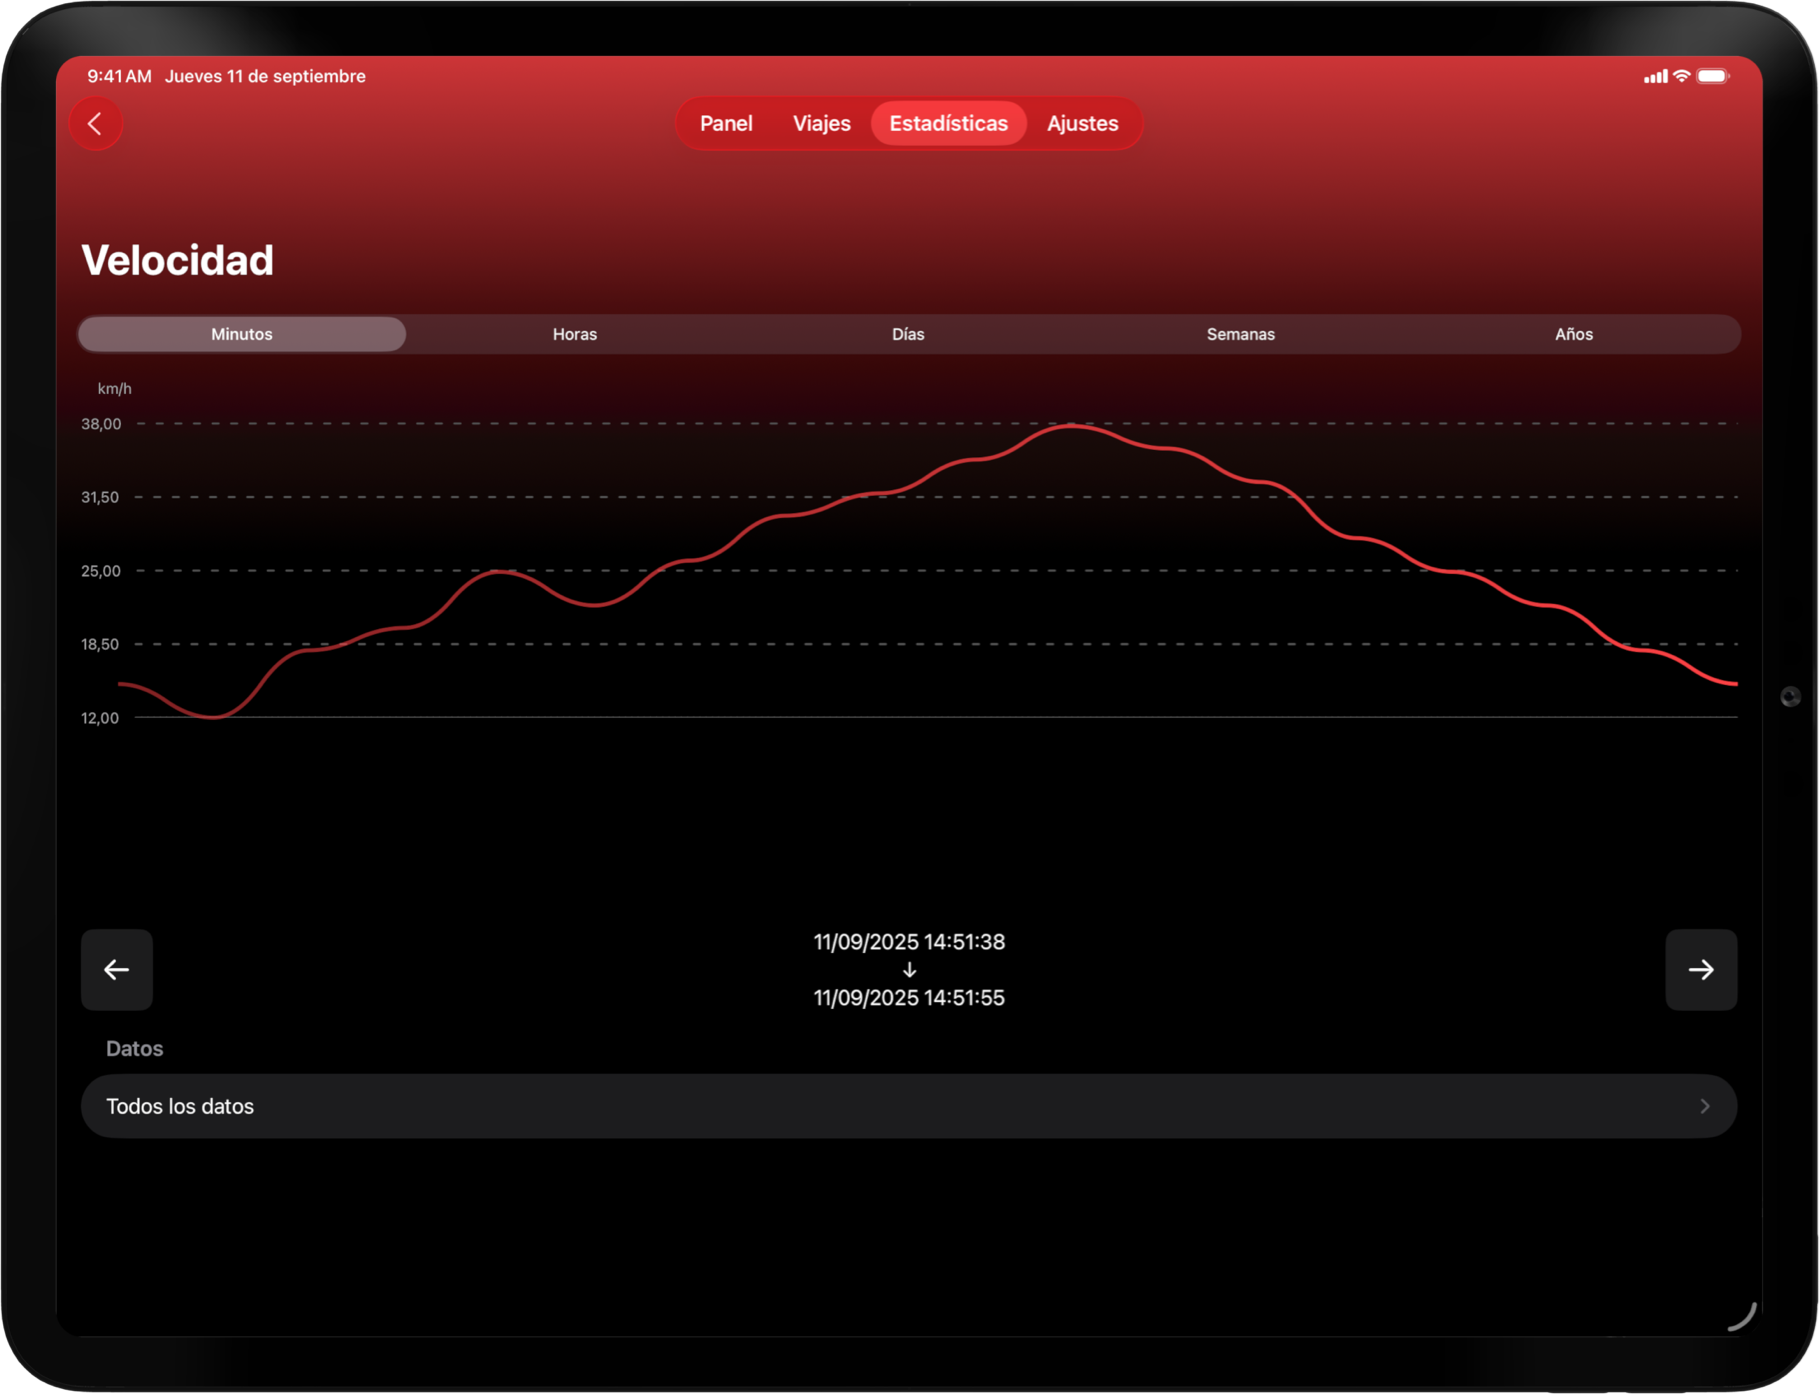 9:41 AM Jueves 11 de septiembre
Panel Viajes Estadísticas Ajustes
Velocidad
Minutos Horas Días Semanas Años
km/h
38,00
31,50
25,00
18,50
12,00
11/09/2025 14:51:38
↓
11/09/2025 14:51:55
Datos
Todos los datos